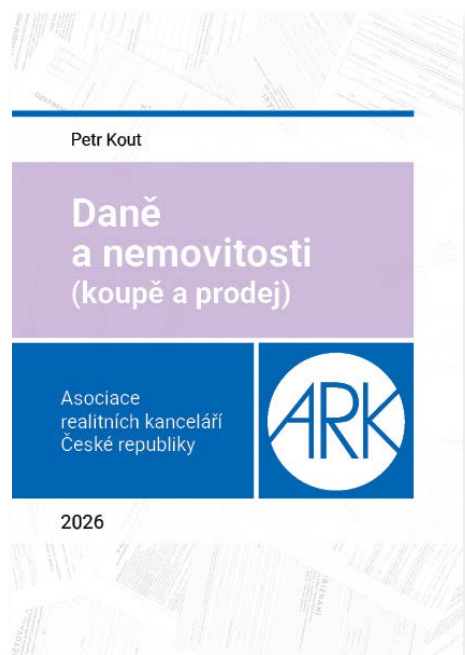 Petr Kout
Daně
a nemovitosti
(koupě a prodej)
Asociace
realitních kanceláří
České republiky
ARK
2026